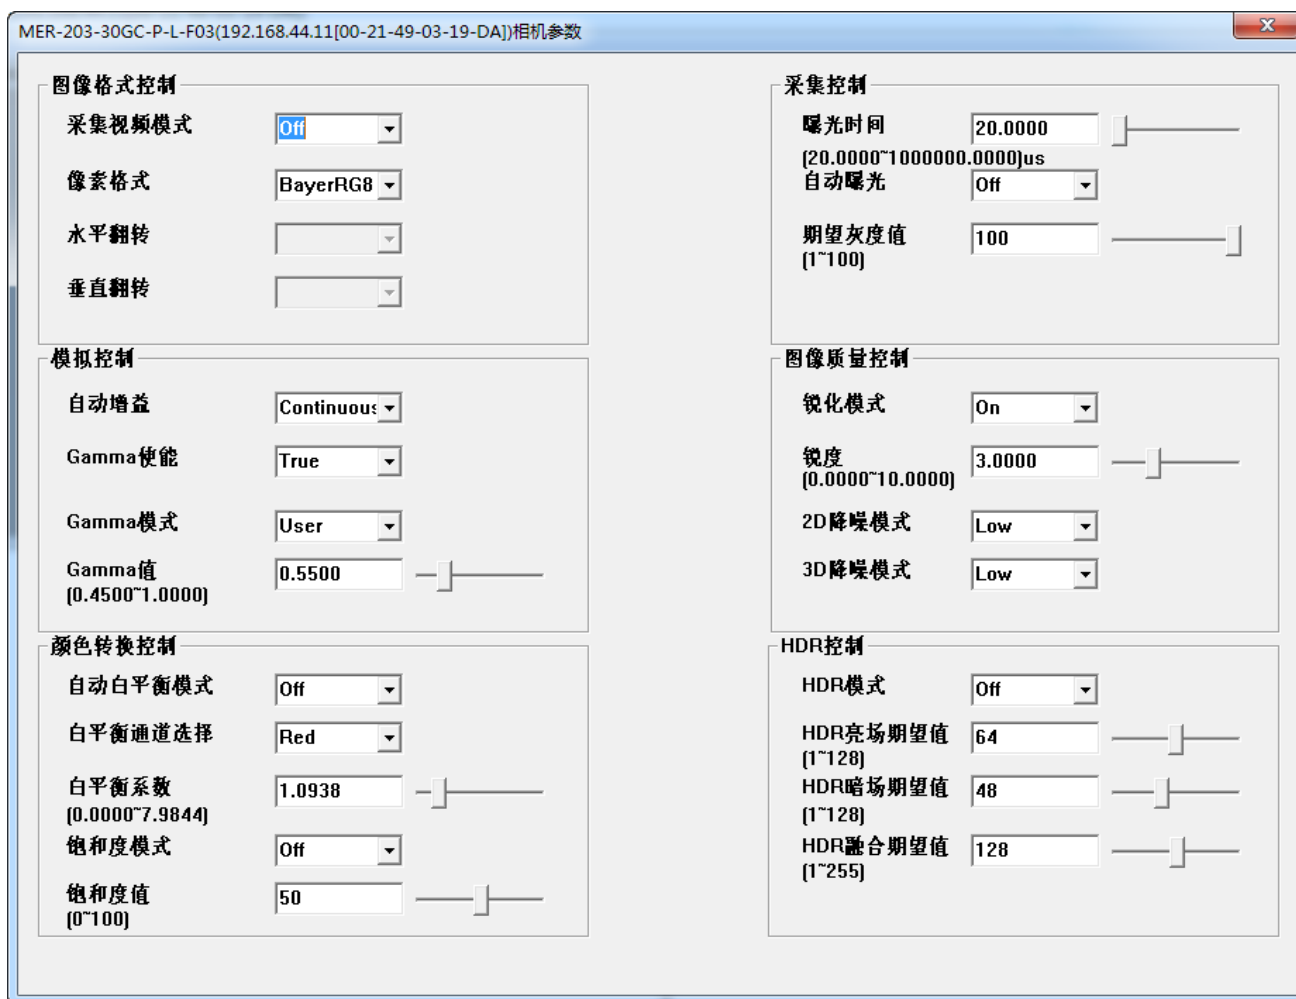 MER-203-30GC-P-L-F03(192.168.44.11[00-21-49-03-19-DA])相机参数
图像格式控制
采集视频模式 Off
像素格式 BayerRG8
水平翻转
垂直翻转
采集控制
曝光时间 20.0000
(20.0000~1000000.0000)us
自动曝光 Off
期望灰度值 100
(1~100)
模拟控制
自动增益 Continuous
Gamma使能 True
Gamma模式 User
Gamma值 0.5500
(0.4500~1.0000)
图像质量控制
锐化模式 On
锐度 3.0000
(0.0000~10.0000)
2D降噪模式 Low
3D降噪模式 Low
颜色转换控制
自动白平衡模式 Off
白平衡通道选择 Red
白平衡系数 1.0938
(0.0000~7.9844)
饱和度模式 Off
饱和度值 50
(0~100)
HDR控制
HDR模式 Off
HDR亮场期望值 64
(1~128)
HDR暗场期望值 48
(1~128)
HDR融合期望值 128
(1~255)